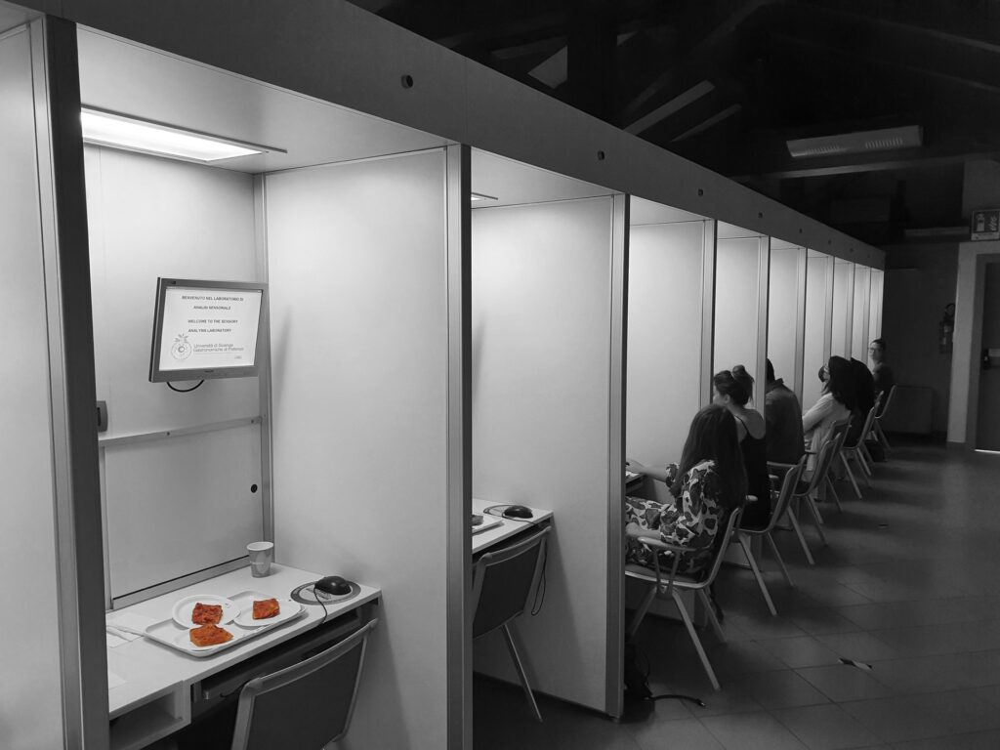 BENVENUTO NEL LABORATORIO DI
ANALISI SENSORIALE
WELCOME TO THE SENSORY
ANALYSIS LABORATORY
Università di Scienze
Gastronomiche di Pollenzo